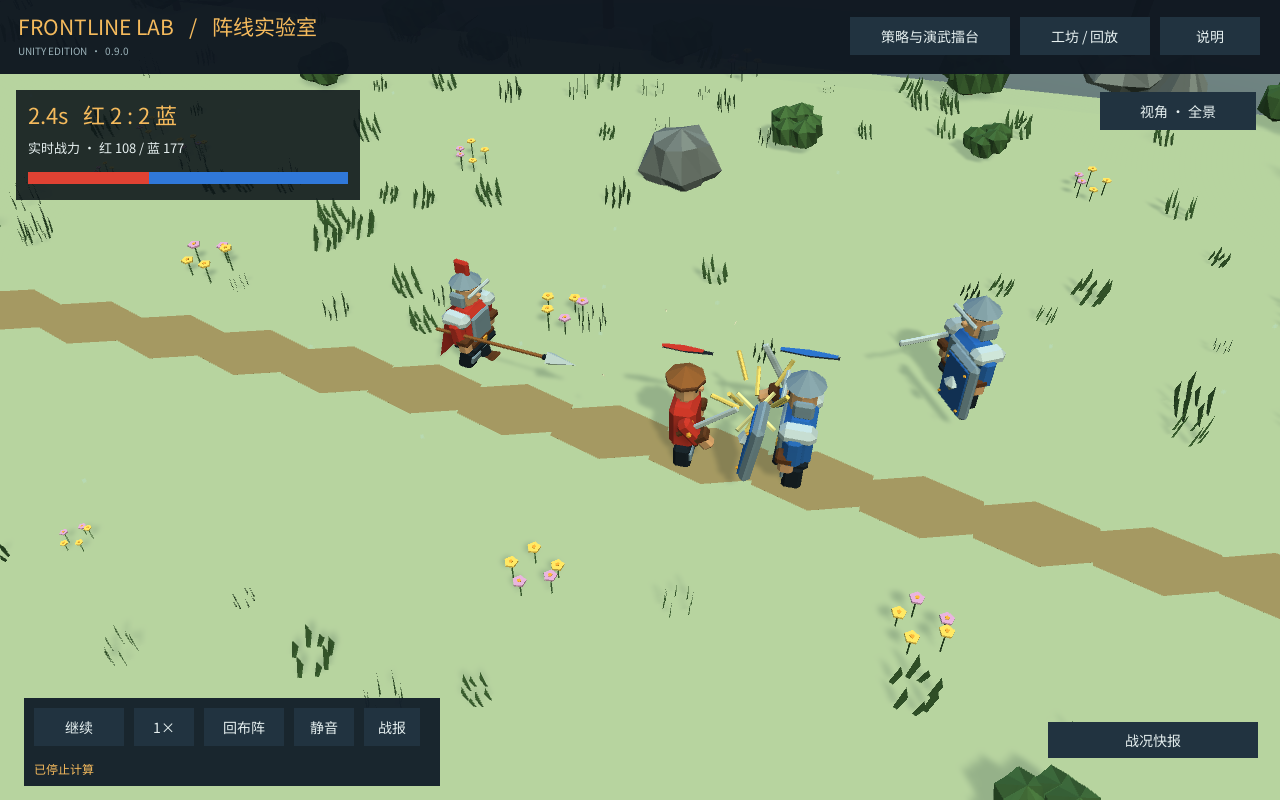 FRONTLINE LAB / 阵线实验室
UNITY EDITION · 0.9.0
策略与演武擂台
工坊 / 回放
说明
2.4s 红 2 : 2 蓝
实时战力 · 红 108 / 蓝 177
视角 · 全景
继续
1×
回布阵
静音
战报
已停止计算
战况快报